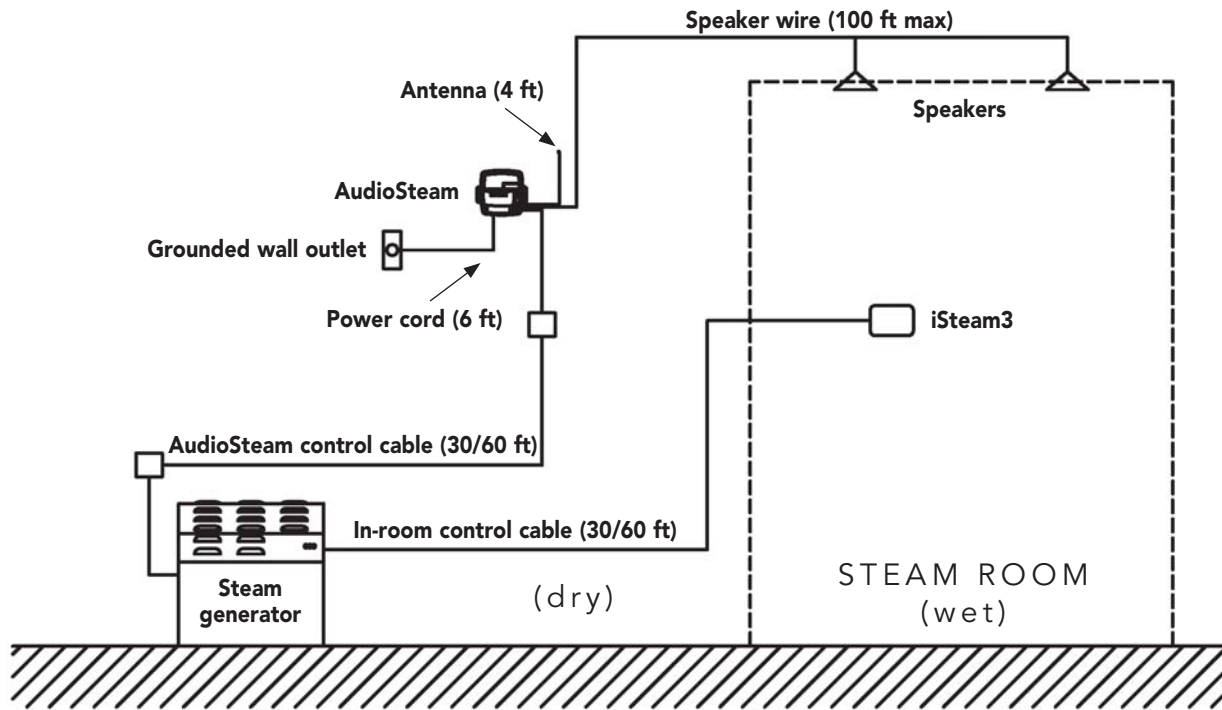 Speaker wire (100 ft max)
Antenna (4 ft)
Speakers
AudioSteam
Grounded wall outlet
Power cord (6 ft)
iSteam3
AudioSteam control cable (30/60 ft)
In-room control cable (30/60 ft)
Steam
generator
(dry)
STEAM ROOM
(wet)